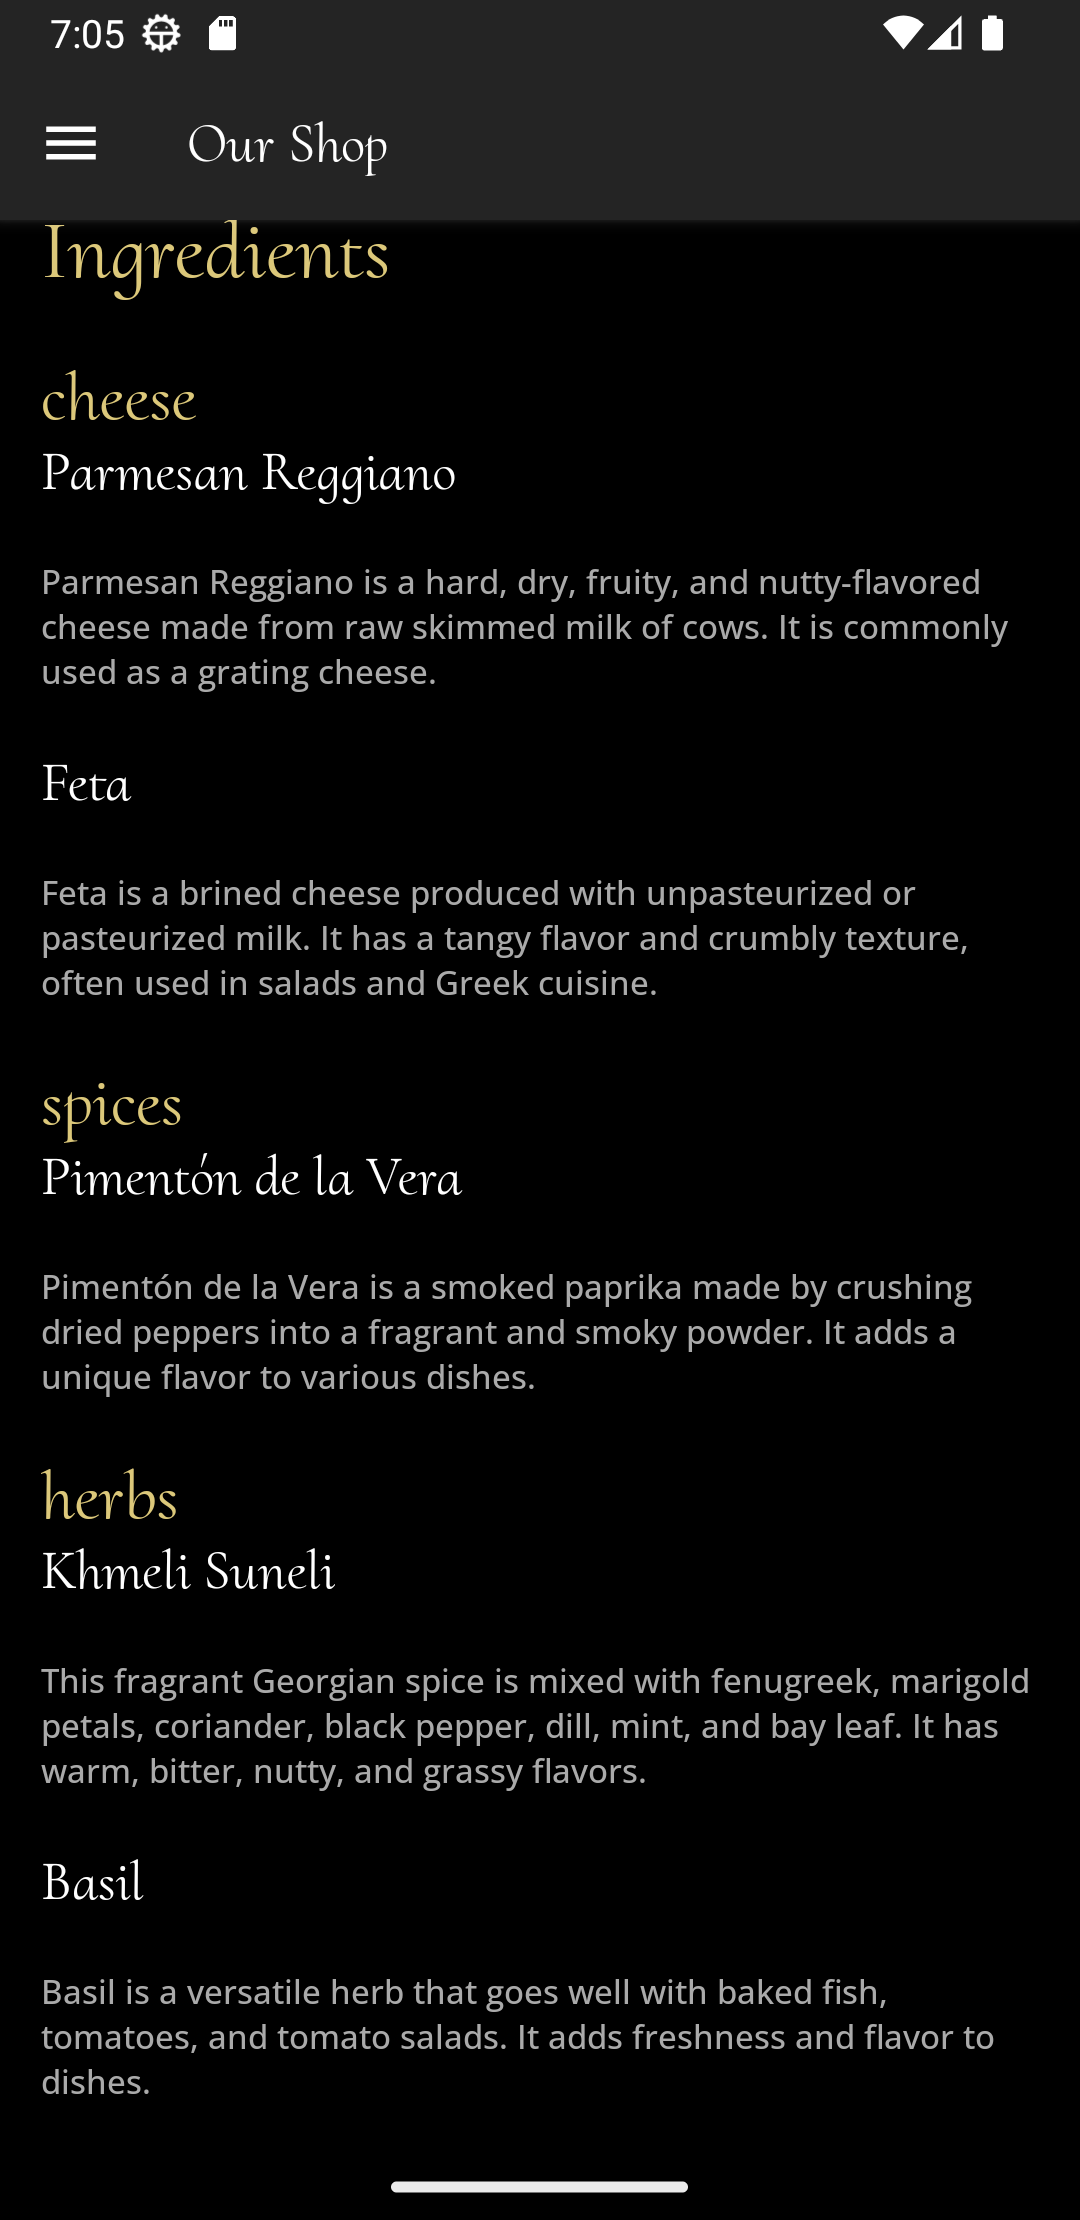 7:05
Our Shop
Ingredients
cheese
Parmesan Reggiano
Parmesan Reggiano is a hard, dry, fruity, and nutty-flavored
cheese made from raw skimmed milk of cows. It is commonly
used as a grating cheese.
Feta
Feta is a brined cheese produced with unpasteurized or
pasteurized milk. It has a tangy flavor and crumbly texture,
often used in salads and Greek cuisine.
spices
Pimentón de la Vera
Pimentón de la Vera is a smoked paprika made by crushing
dried peppers into a fragrant and smoky powder. It adds a
unique flavor to various dishes.
herbs
Khmeli Suneli
This fragrant Georgian spice is mixed with fenugreek, marigold
petals, coriander, black pepper, dill, mint, and bay leaf. It has
warm, bitter, nutty, and grassy flavors.
Basil
Basil is a versatile herb that goes well with baked fish,
tomatoes, and tomato salads. It adds freshness and flavor to
dishes.